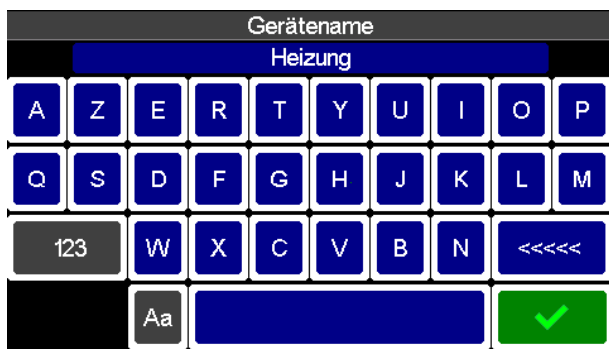 Gerätename
Heizung
A Z E R T Y U I O P
Q S D F G H J K L M
123 W X C V B N <<<<<
Aa